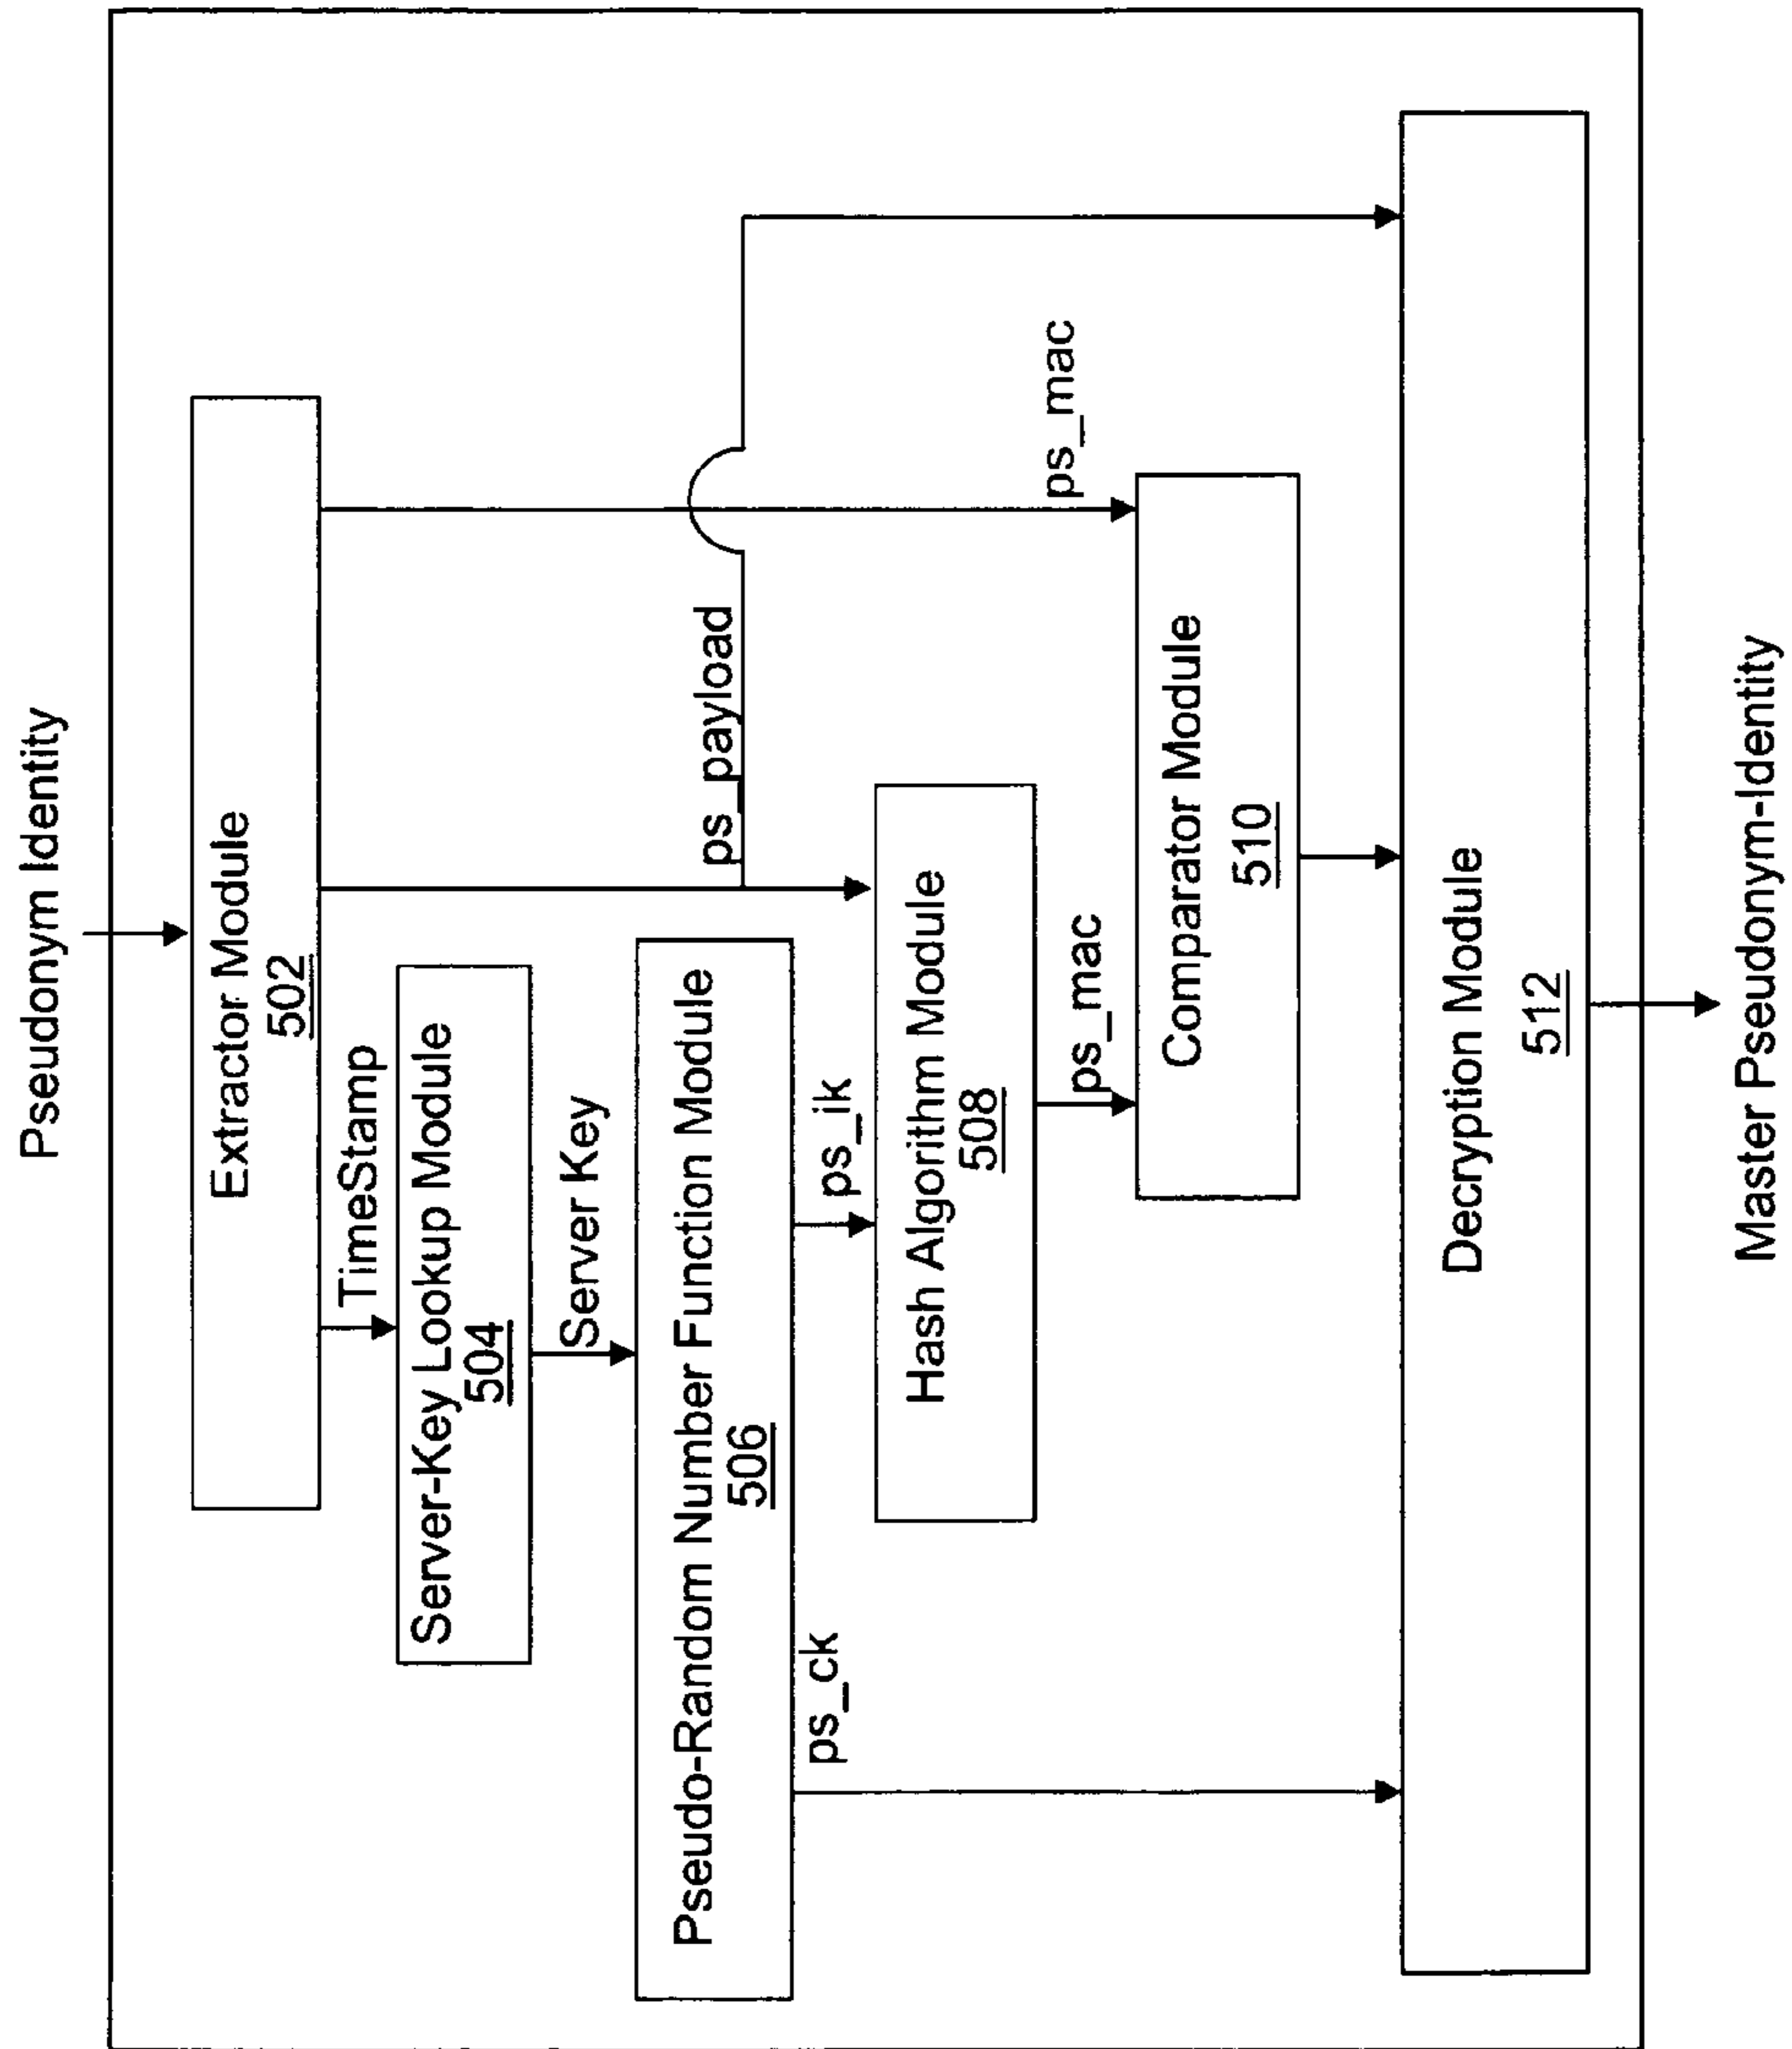 Pseudonym Identity
Extractor Module
502
TimeStamp
Server-Key Lookup Module
504
Server Key
Pseudo-Random Number Function Module
506
ps_ck
ps_ik
ps_payload
Hash Algorithm Module
508
ps_mac
ps_mac
Comparator Module
510
Decryption Module
512
Master Pseudonym-Identity